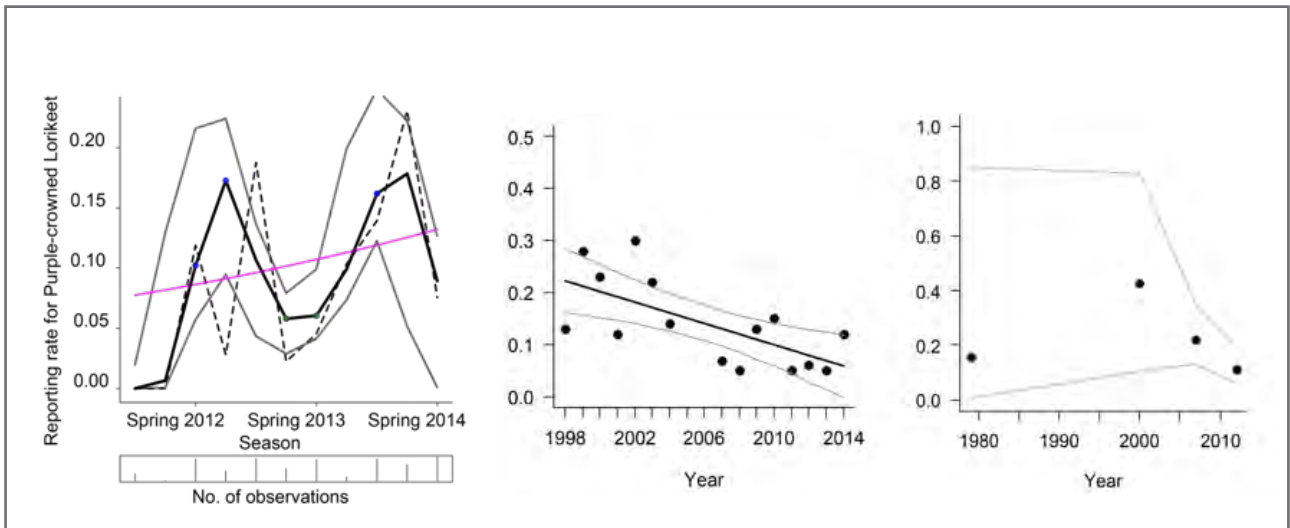 Reporting rate for Purple-crowned Lorikeet
0.20
0.15
0.10
0.05
0.00
Spring 2012 Spring 2013 Spring 2014
Season
No. of observations
0.5
0.4
0.3
0.2
0.1
0.0
1998 2002 2006 2010 2014
Year
1.0
0.8
0.6
0.4
0.2
0.0
1980 1990 2000 2010
Year